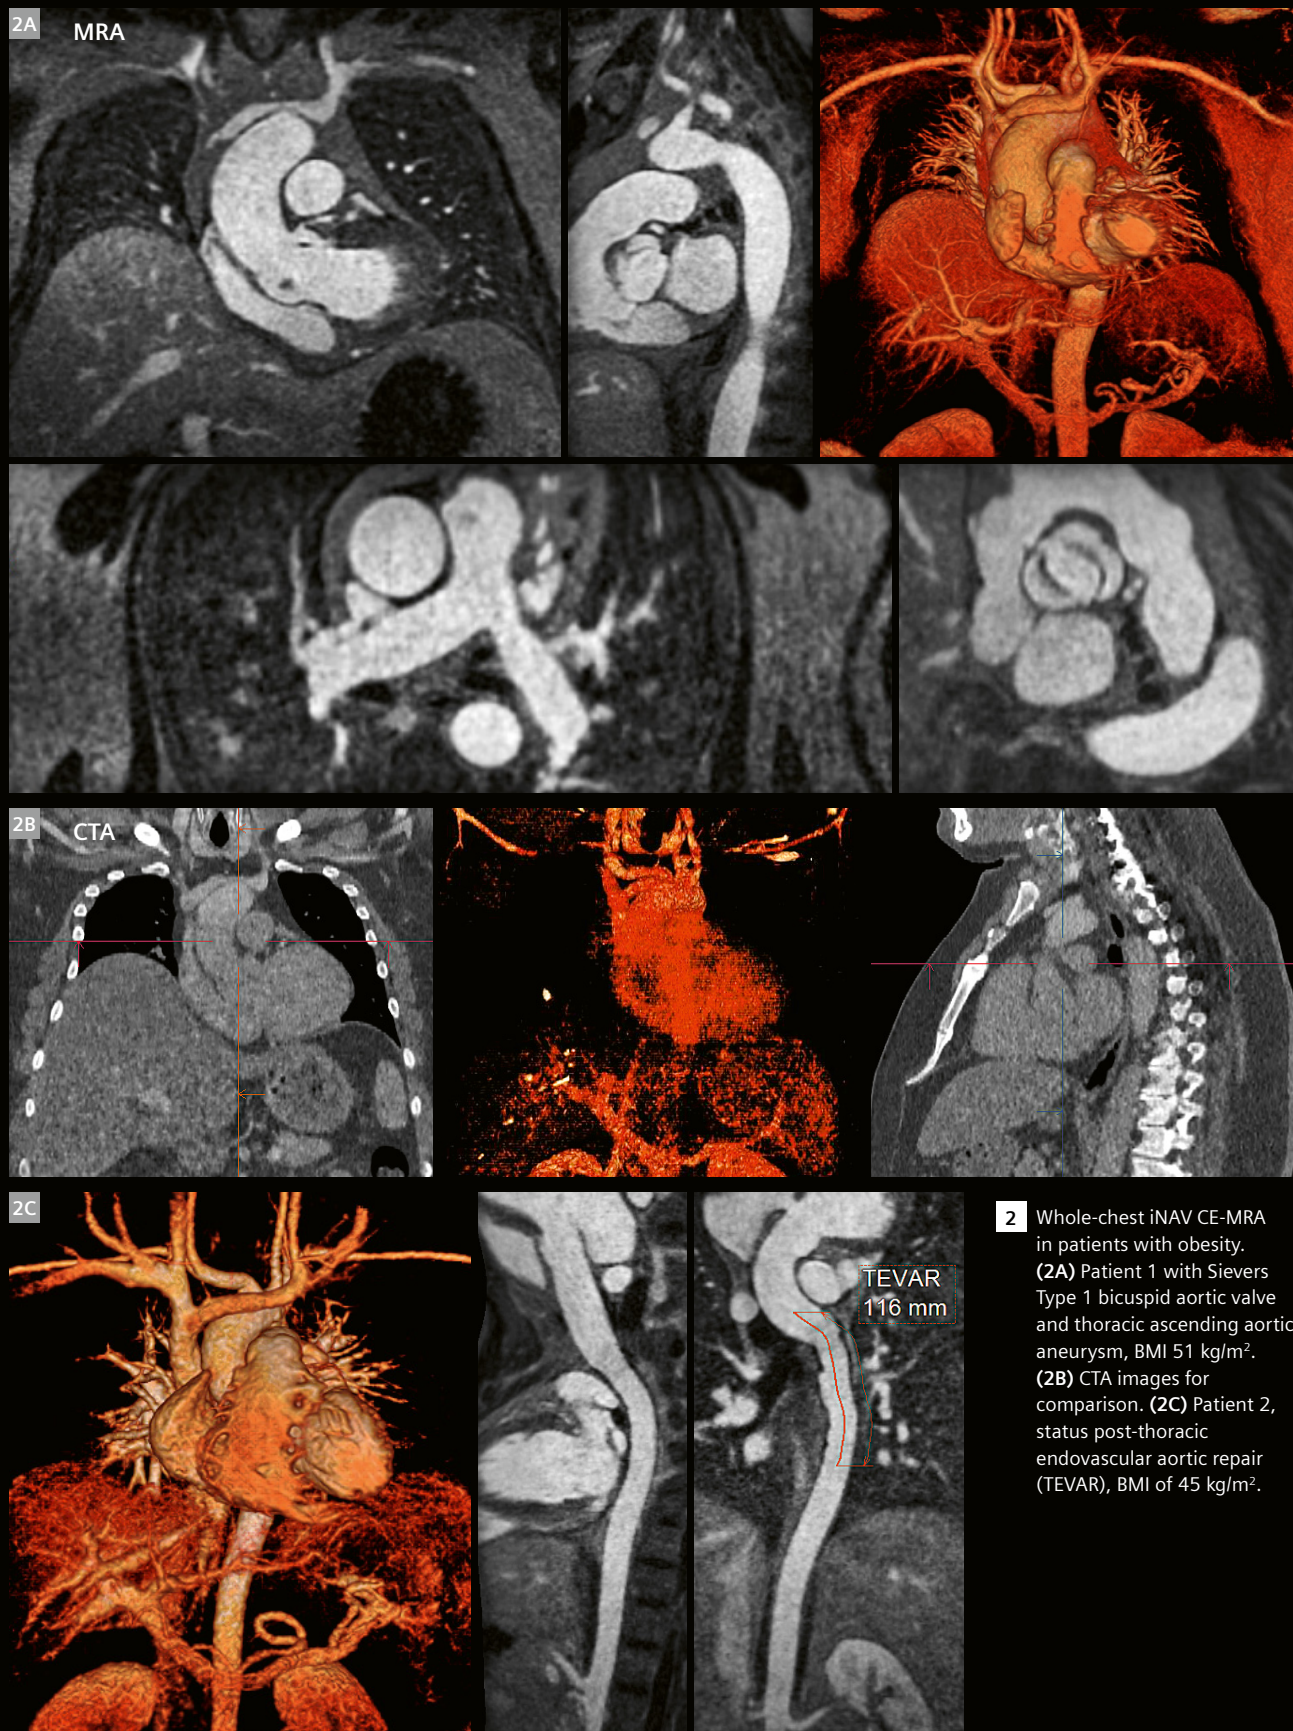 2A
MRA
2B
CTA
2C
TEVAR
116 mm
2 Whole-chest iNAV CE-MRA
in patients with obesity.
(2A) Patient 1 with Sievers
Type 1 bicuspid aortic valve
and thoracic ascending aortic
aneurysm, BMI 51 kg/m².
(2B) CTA images for
comparison. (2C) Patient 2,
status post-thoracic
endovascular aortic repair
(TEVAR), BMI of 45 kg/m².